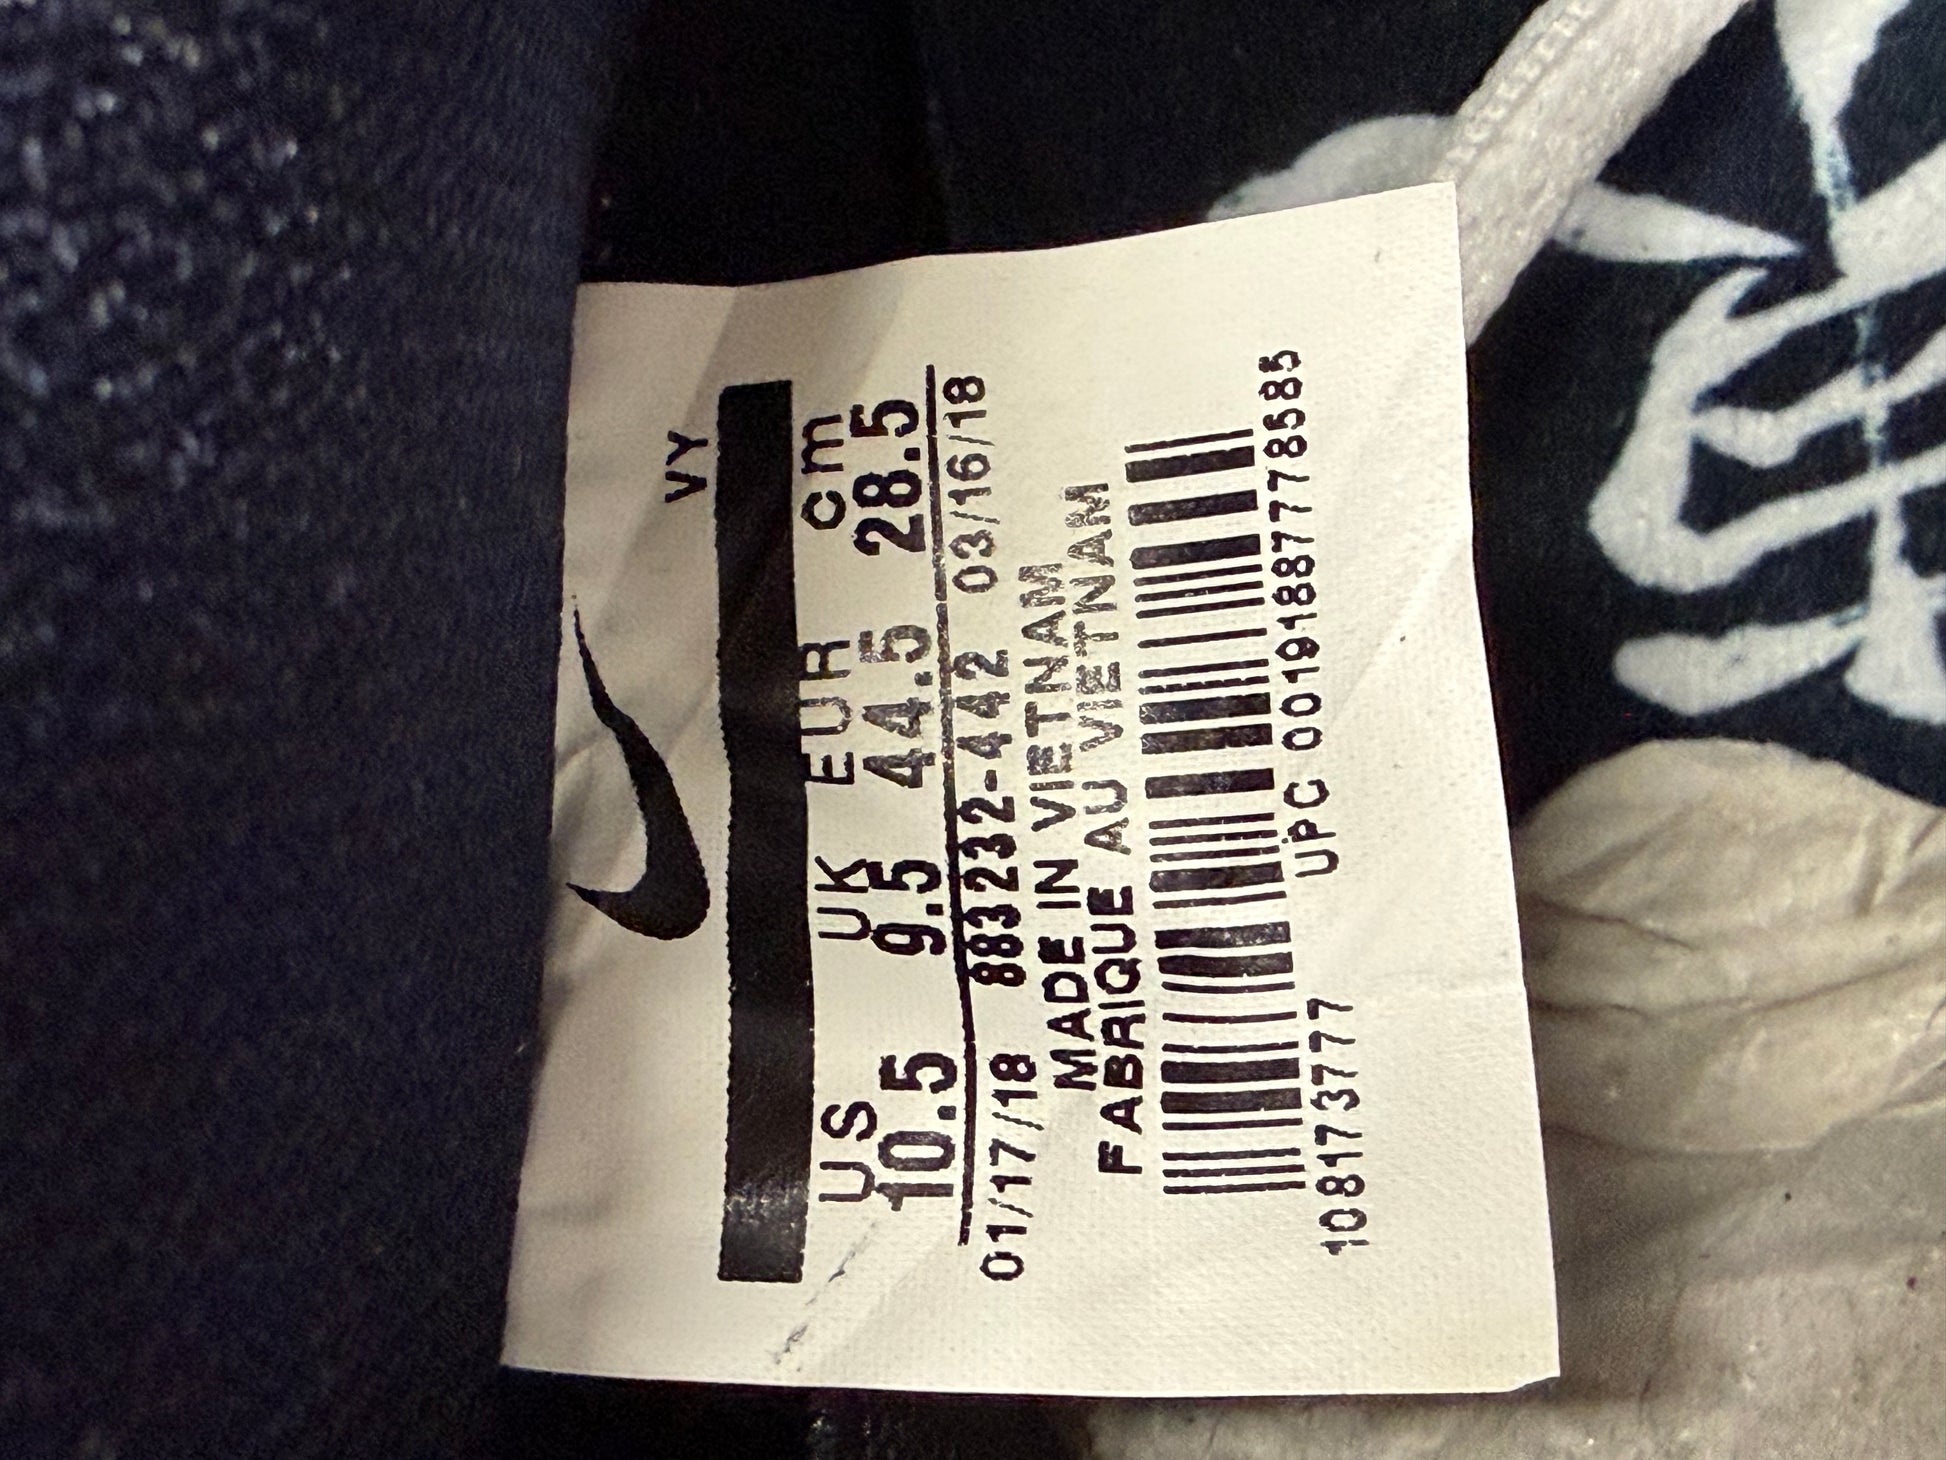 VY
US UK EUR cm
10.5 9.5 44.5 28.5
01/17/18 883232-442 03/16/18
MADE IN VIETNAM
FABRIQUE AU VIETNAM
108173777 UPC 00191887778585